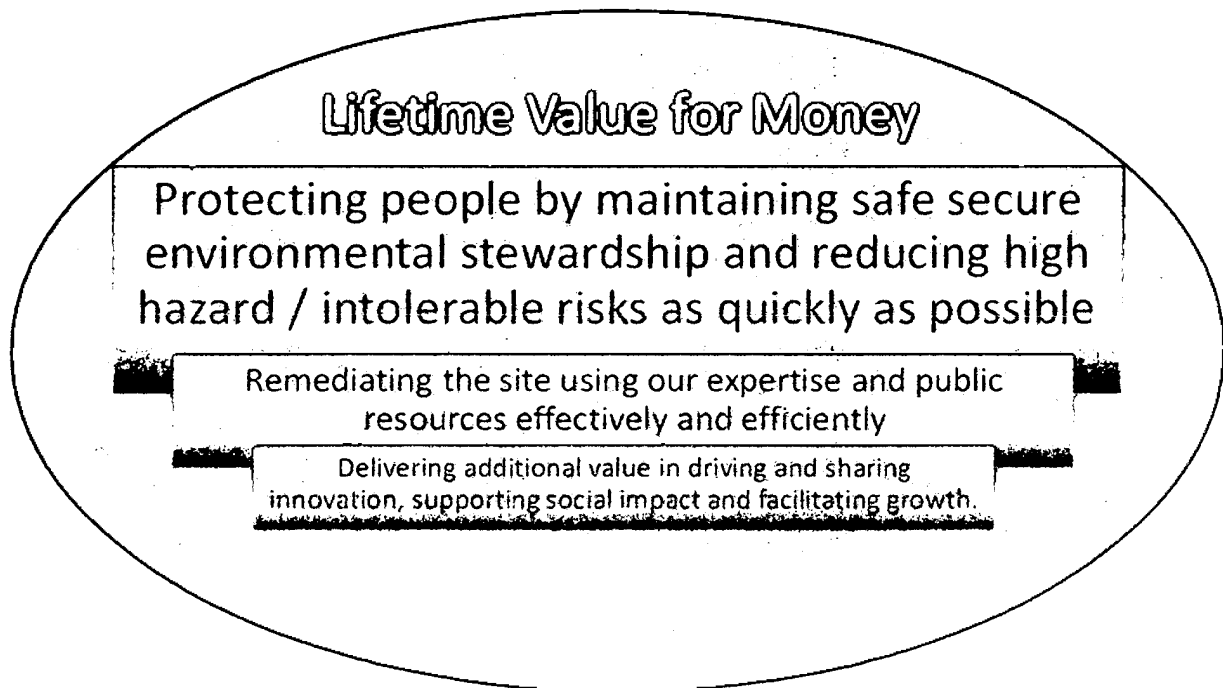 Lifetime Value for Money
Protecting people by maintaining safe secure
environmental stewardship and reducing high
hazard / intolerable risks as quickly as possible
Remediating the site using our expertise and public
resources effectively and efficiently
Delivering additional value in driving and sharing
innovation, supporting social impact and facilitating growth.